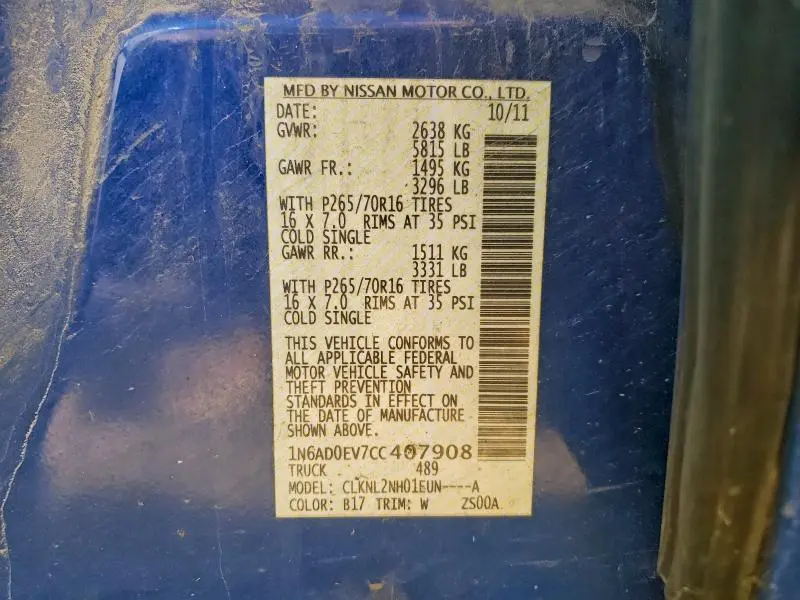 MFD BY NISSAN MOTOR CO., LTD.
DATE: 10/11
GVWR: 2638 KG
5815 LB
GAWR FR.: 1495 KG
3296 LB
WITH P265/70R16 TIRES
16 X 7.0 RIMS AT 35 PSI
COLD SINGLE
GAWR RR.: 1511 KG
3331 LB
WITH P265/70R16 TIRES
16 X 7.0 RIMS AT 35 PSI
COLD SINGLE
THIS VEHICLE CONFORMS TO
ALL APPLICABLE FEDERAL
MOTOR VEHICLE SAFETY AND
THEFT PREVENTION
STANDARDS IN EFFECT ON
THE DATE OF MANUFACTURE
SHOWN ABOVE.
1N6AD0EV7CC407908
TRUCK 489
MODEL: CLKNL2NH01EUN----A
COLOR: B17 TRIM: W ZS00A